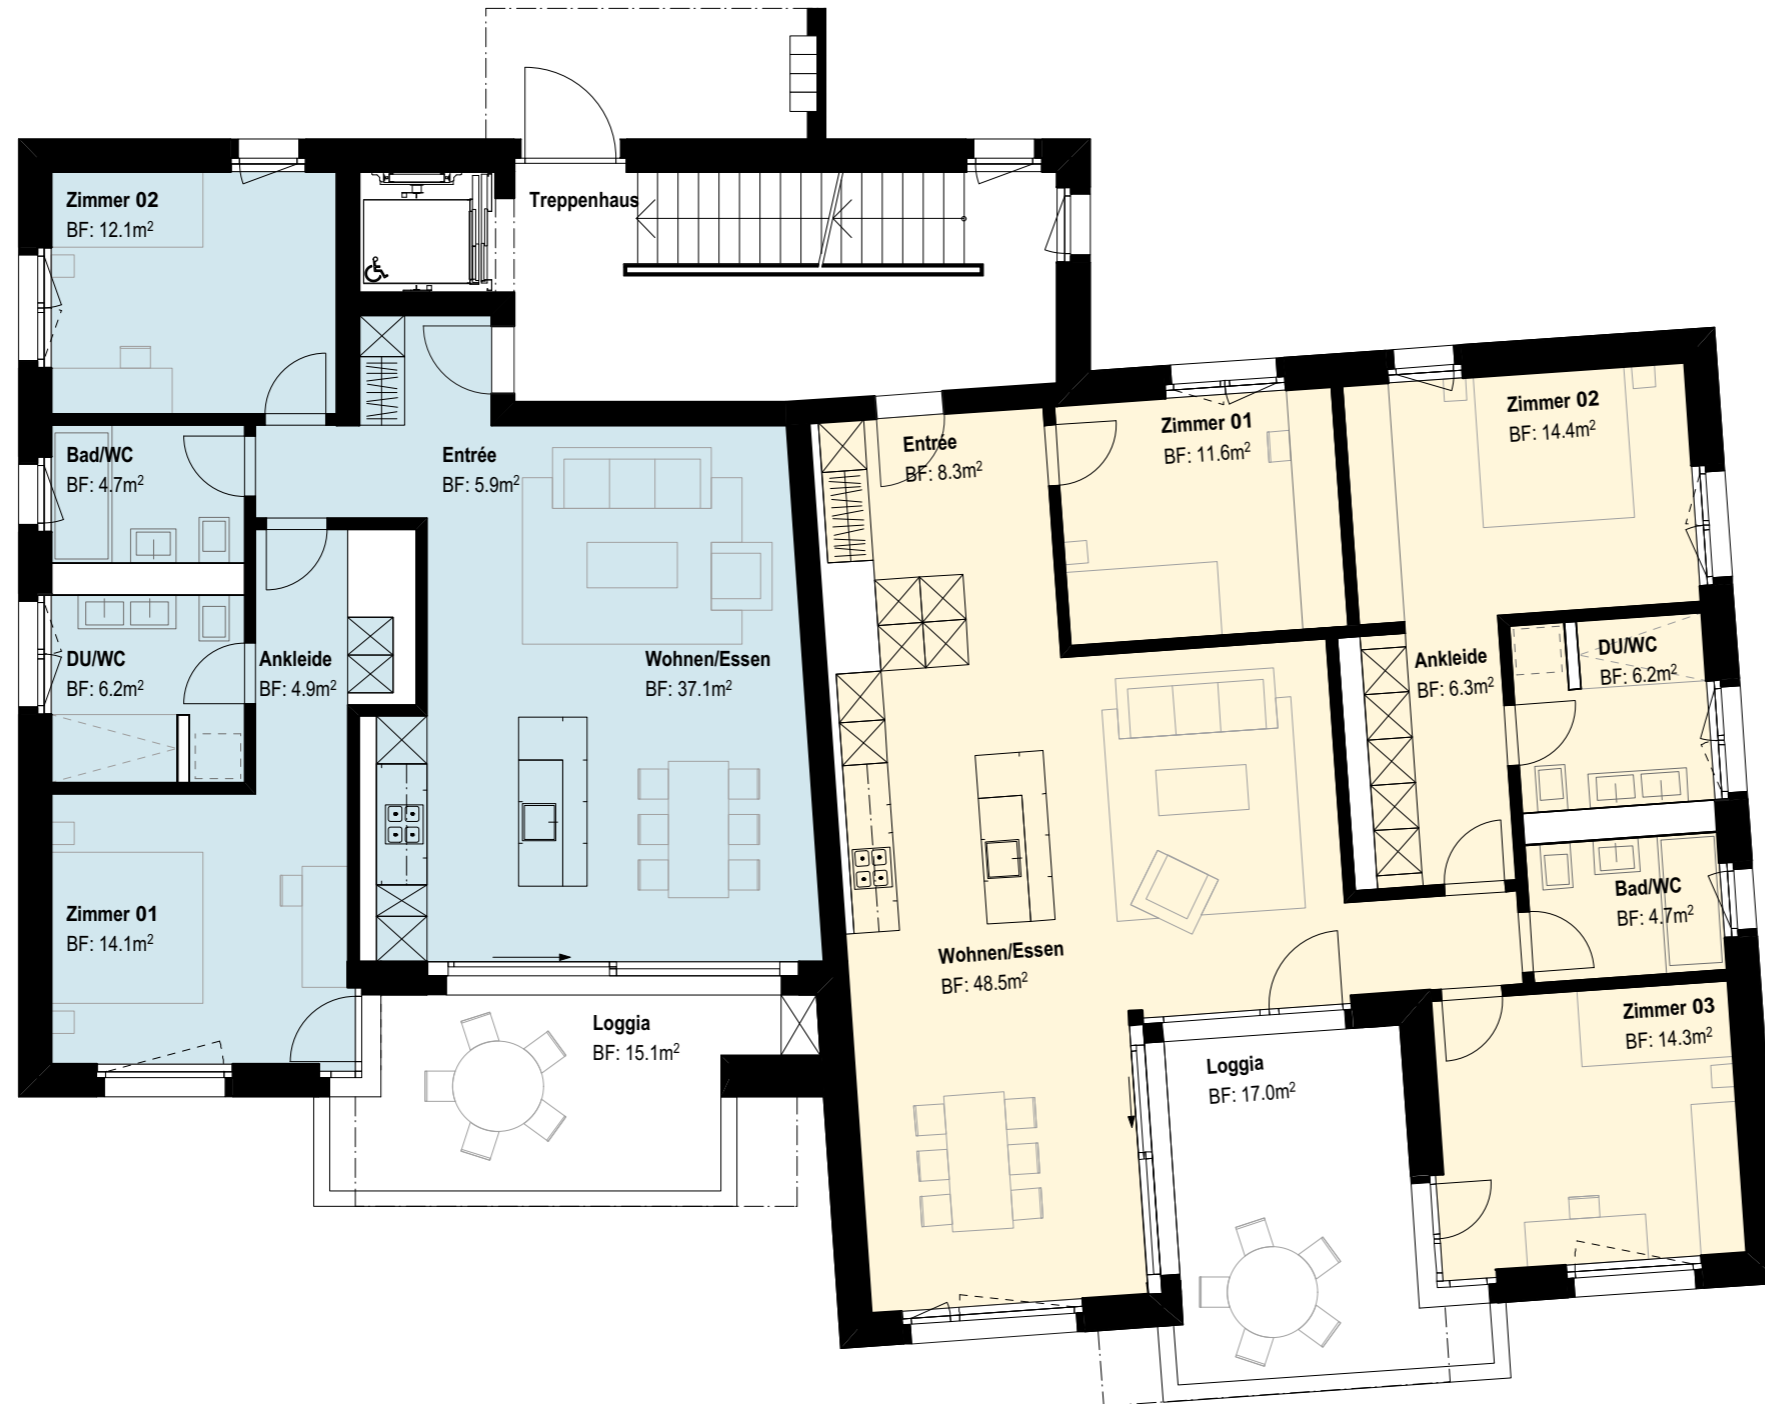 Treppenhaus
Zimmer 02
BF: 12.1m²
Bad/WC
BF: 4.7m²
Entrée
BF: 5.9m²
DU/WC
BF: 6.2m²
Ankleide
BF: 4.9m²
Wohnen/Essen
BF: 37.1m²
Zimmer 01
BF: 14.1m²
Loggia
BF: 15.1m²
Entrée
BF: 8.3m²
Zimmer 01
BF: 11.6m²
Zimmer 02
BF: 14.4m²
Ankleide
BF: 6.3m²
DU/WC
BF: 6.2m²
Bad/WC
BF: 4.7m²
Wohnen/Essen
BF: 48.5m²
Zimmer 03
BF: 14.3m²
Loggia
BF: 17.0m²